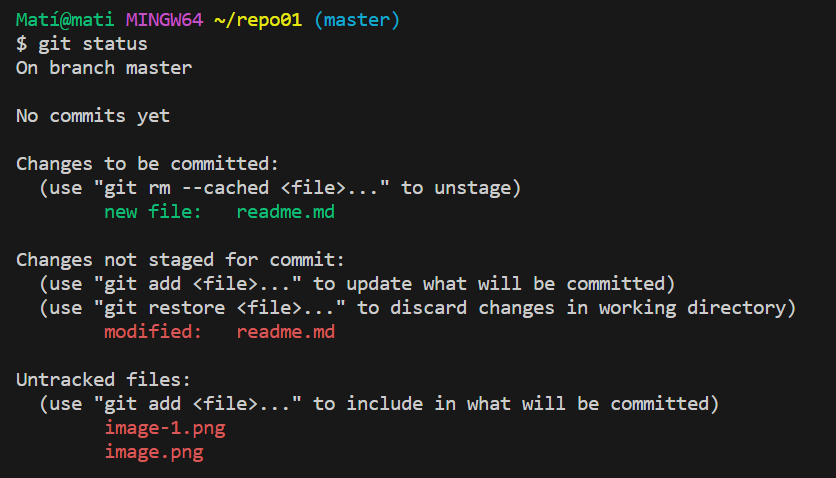 Matí@mati MINGW64 ~/repo01 (master)
$ git status
On branch master
No commits yet
Changes to be committed:
(use "git rm --cached <file>..." to unstage)
new file: readme.md
Changes not staged for commit:
(use "git add <file>..." to update what will be committed)
(use "git restore <file>..." to discard changes in working directory)
modified: readme.md
Untracked files:
(use "git add <file>..." to include in what will be committed)
image-1.png
image.png